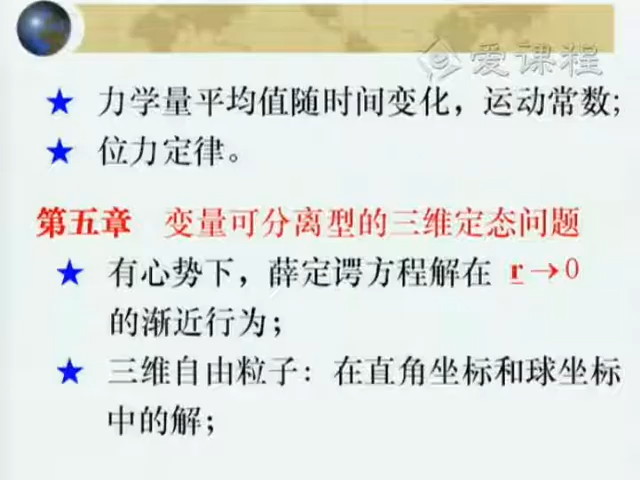 爱课程
★ 力学量平均值随时间变化，运动常数;
★ 位力定律。
第五章 变量可分离型的三维定态问题
★ 有心势下，薛定谔方程解在 r→0
的渐近行为；
★ 三维自由粒子：在直角坐标和球坐标
中的解；